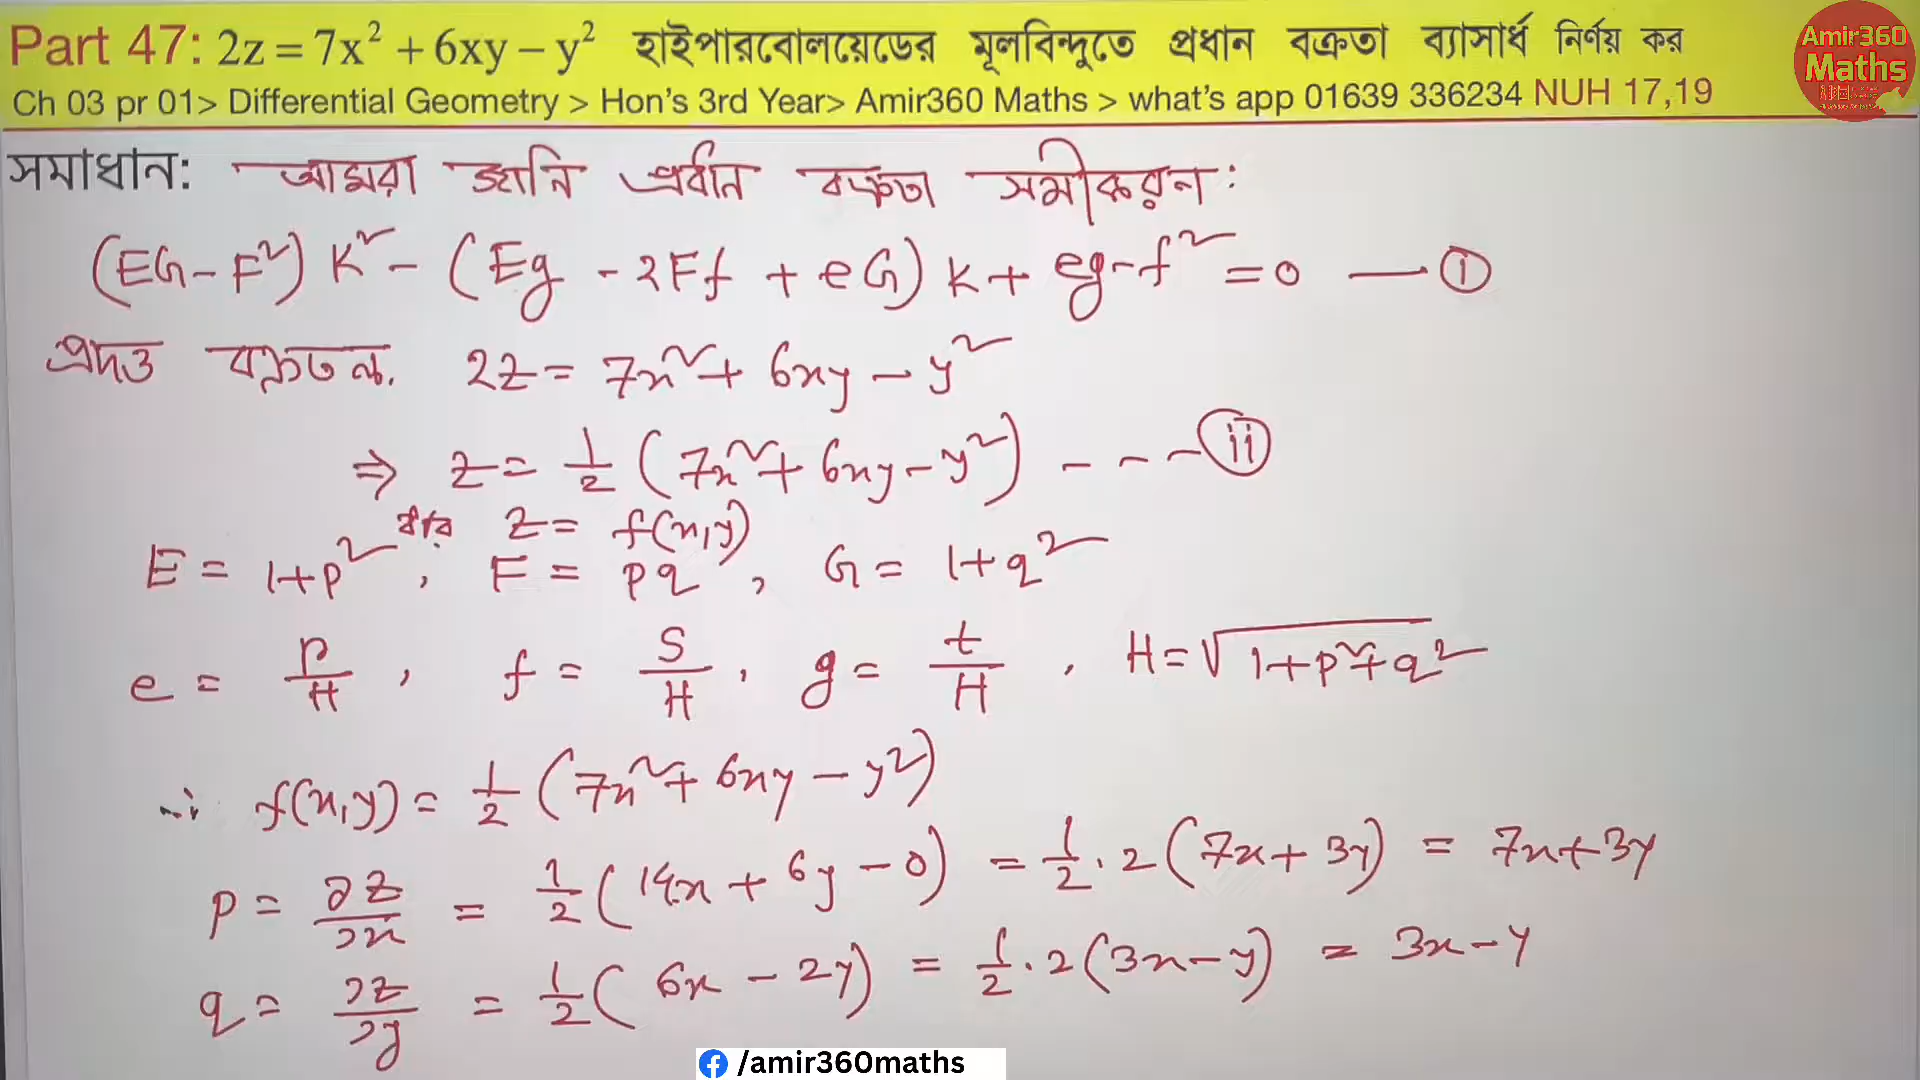 Part 47: 2z = 7x² + 6xy – y² হাইপারবোলয়েডের মূলবিন্দুতে প্রধান বক্রতা ব্যাসার্ধ নির্ণয় কর
Ch 03 pr 01> Differential Geometry > Hon's 3rd Year> Amir360 Maths > what's app 01639 336234 NUH 17,19
Amir360
Maths
সমাধান: আমরা জানি প্রধান বক্রতা সমীকরন:
(EG – F²) K² – (Eg – 2Ff + eG) K + eg – f² = 0 — (i)
প্রদত্ত বক্রতল. 2z = 7x² + 6xy – y²
⇒ z = 1/2 (7x² + 6xy – y²) - - - (ii)
z = f(x,y)
E = 1+p², F = pq, G = 1+q²
e = r/H, f = s/H, g = t/H, H = √(1+p²+q²)
∴ f(x,y) = 1/2 (7x² + 6xy – y²)
p = ∂z/∂x = 1/2 (14x + 6y – 0) = 1/2 . 2 (7x + 3y) = 7x+3y
q = ∂z/∂y = 1/2 (6x – 2y) = 1/2 . 2 (3x – y) = 3x – y
/amir360maths